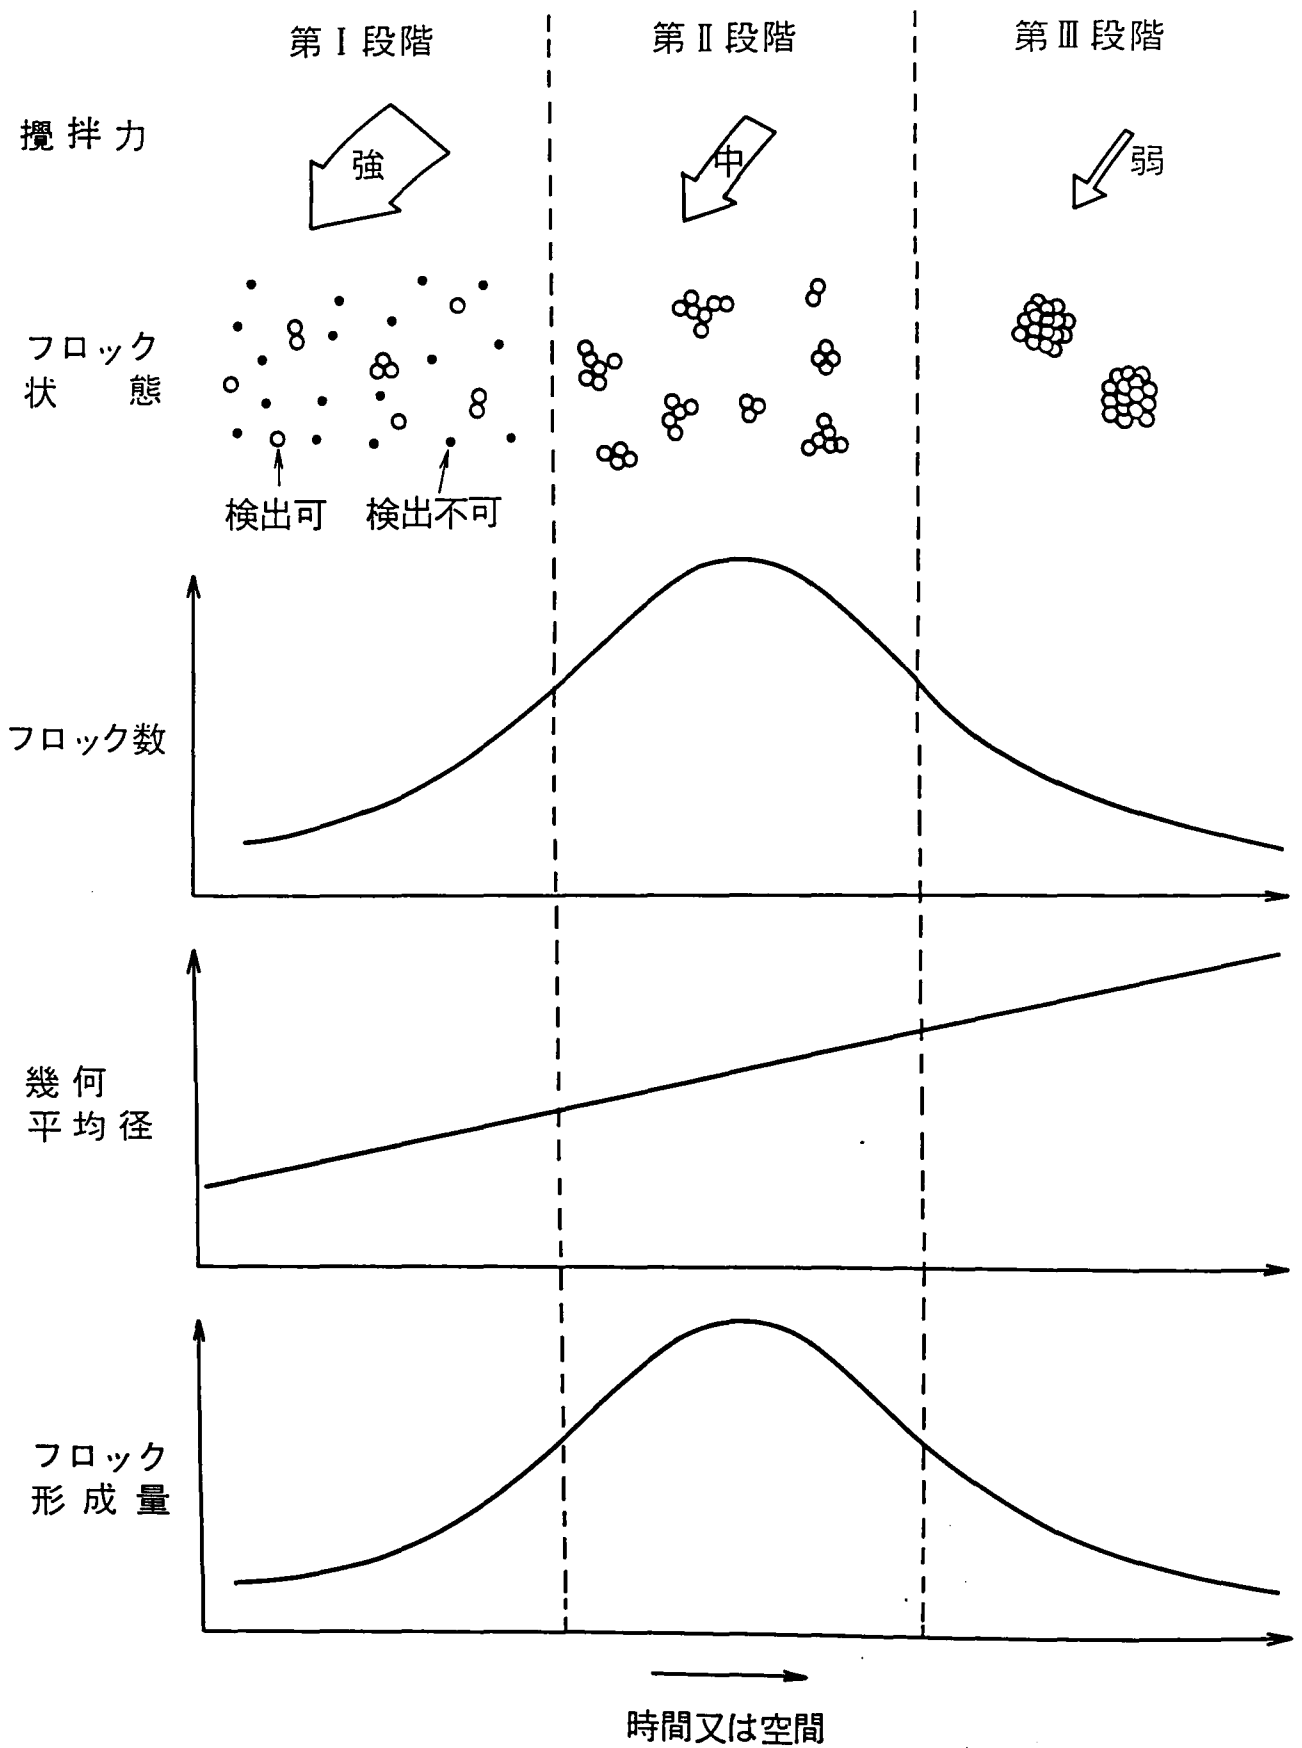 第Ⅰ段階
第Ⅱ段階
第Ⅲ段階
攪拌力
強
中
弱
フロック
状態
検出可
検出不可
フロック数
幾何
平均径
フロック
形成量
時間又は空間